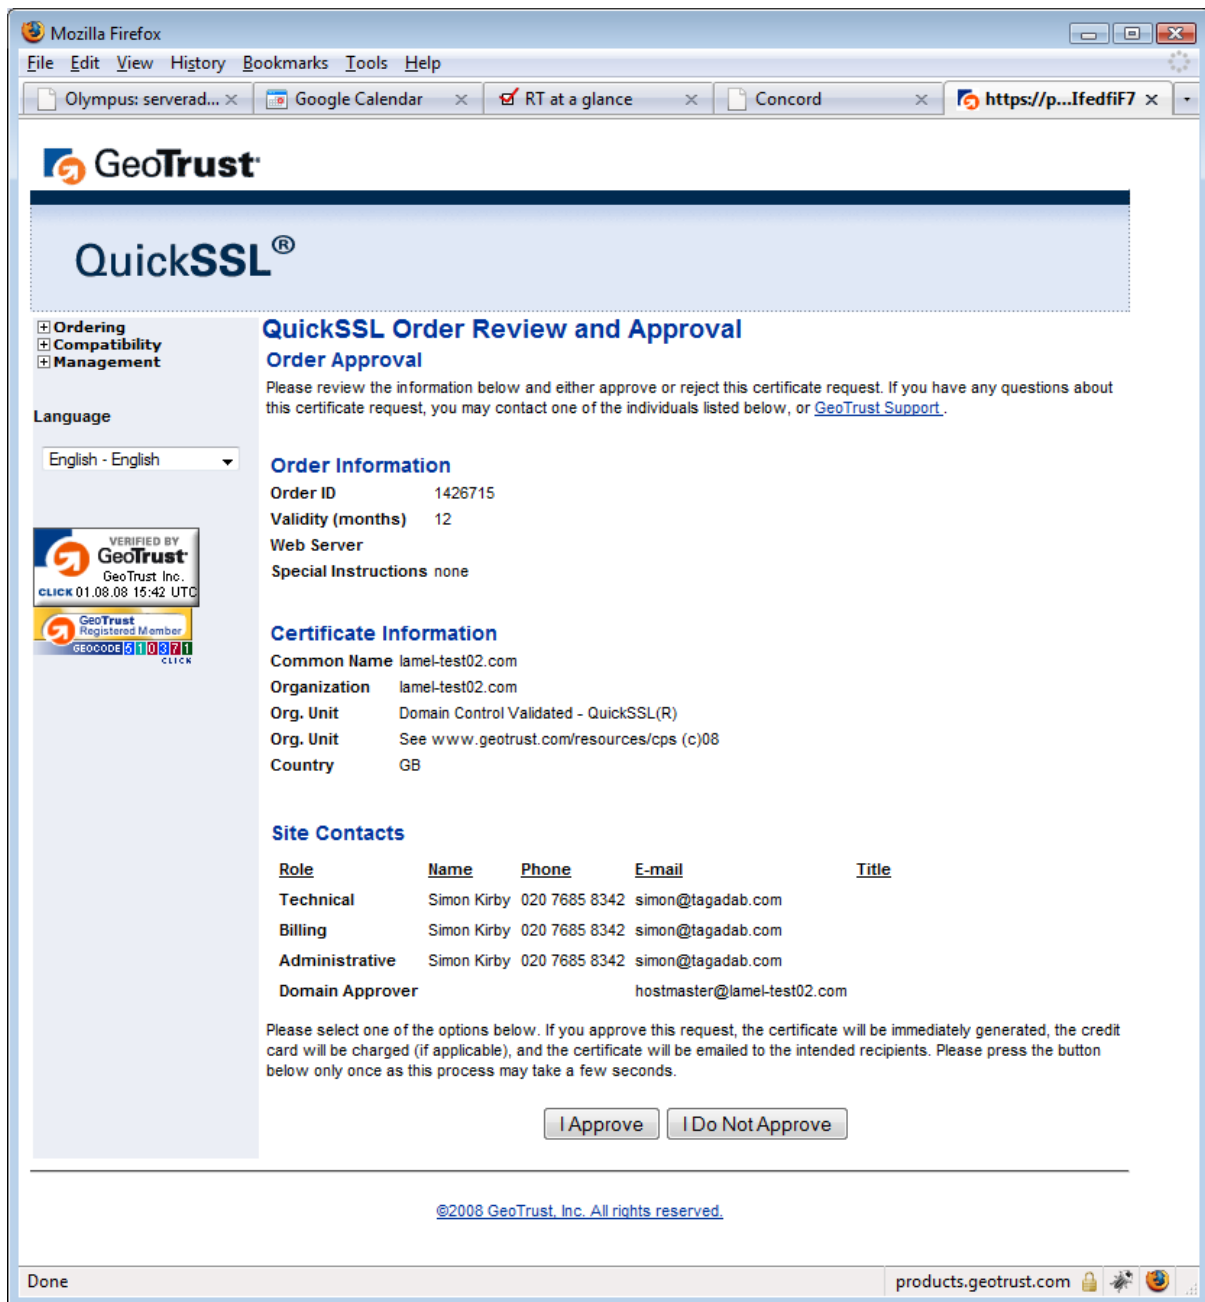 Mozilla Firefox
File Edit View History Bookmarks Tools Help
Olympus: serverad... Google Calendar RT at a glance Concord https://p...IfedfiF7
GeoTrust
QuickSSL®
Ordering
Compatibility
Management
Language
English - English
VERIFIED BY
GeoTrust
GeoTrust Inc.
CLICK 01.08.08 15:42 UTC
GeoTrust
Registered Member
GEOCODE 5 1 0 3 7 1
CLICK
QuickSSL Order Review and Approval
Order Approval
Please review the information below and either approve or reject this certificate request. If you have any questions about
this certificate request, you may contact one of the individuals listed below, or GeoTrust Support .
Order Information
Order ID 1426715
Validity (months) 12
Web Server
Special Instructions none
Certificate Information
Common Name lamel-test02.com
Organization lamel-test02.com
Org. Unit Domain Control Validated - QuickSSL(R)
Org. Unit See www.geotrust.com/resources/cps (c)08
Country GB
Site Contacts
Role Name Phone E-mail Title
Technical Simon Kirby 020 7685 8342 simon@tagadab.com
Billing Simon Kirby 020 7685 8342 simon@tagadab.com
Administrative Simon Kirby 020 7685 8342 simon@tagadab.com
Domain Approver hostmaster@lamel-test02.com
Please select one of the options below. If you approve this request, the certificate will be immediately generated, the credit
card will be charged (if applicable), and the certificate will be emailed to the intended recipients. Please press the button
below only once as this process may take a few seconds.
I Approve I Do Not Approve
©2008 GeoTrust, Inc. All rights reserved.
Done products.geotrust.com